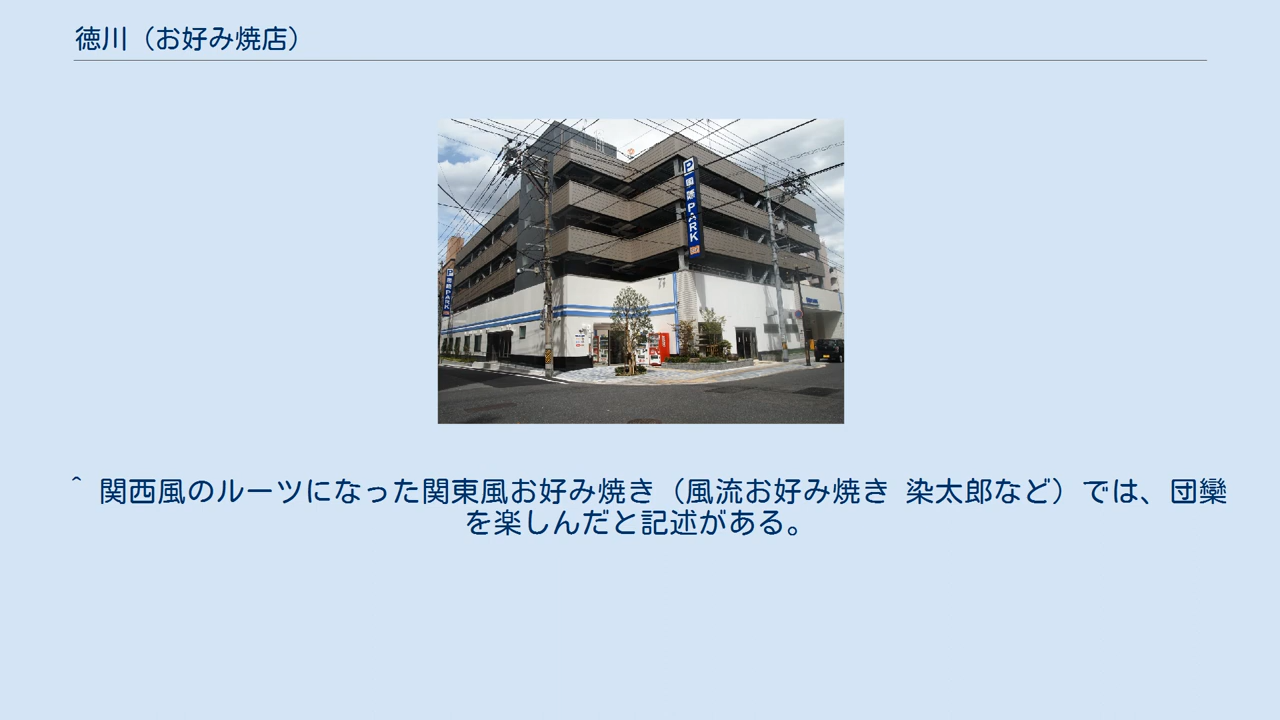 徳川（お好み焼店）
P
PARK
^ 関西風のルーツになった関東風お好み焼き（風流お好み焼き 染太郎など）では、団欒
を楽しんだと記述がある。